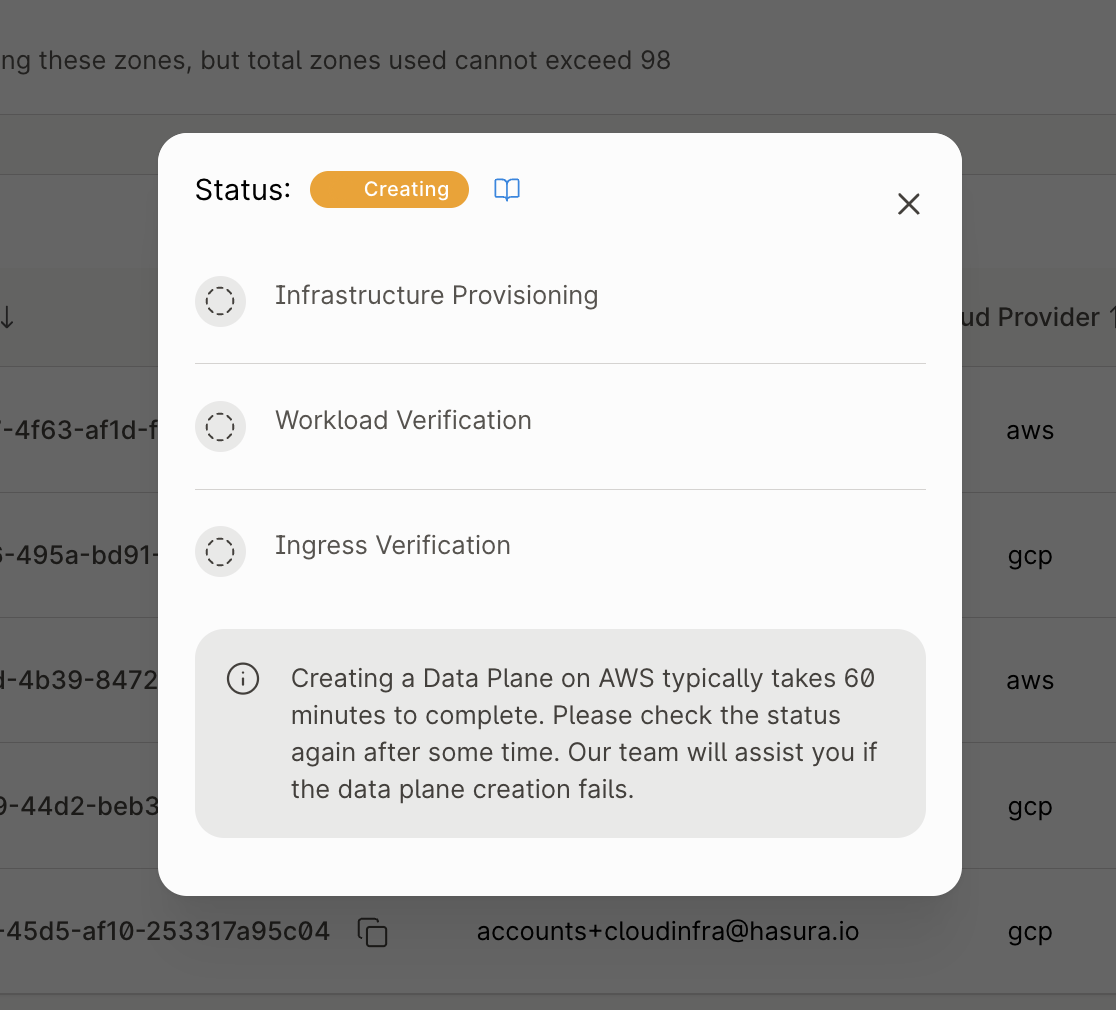 ng these zones, but total zones used cannot exceed 98
Status: Creating
Infrastructure Provisioning
ud Provider
Workload Verification
-4f63-af1d-f
aws
Ingress Verification
-495a-bd91-
gcp
Creating a Data Plane on AWS typically takes 60
minutes to complete. Please check the status
again after some time. Our team will assist you if
the data plane creation fails.
-4b39-8472
aws
9-44d2-beb3
gcp
-45d5-af10-253317a95c04 accounts+cloudinfra@hasura.io gcp